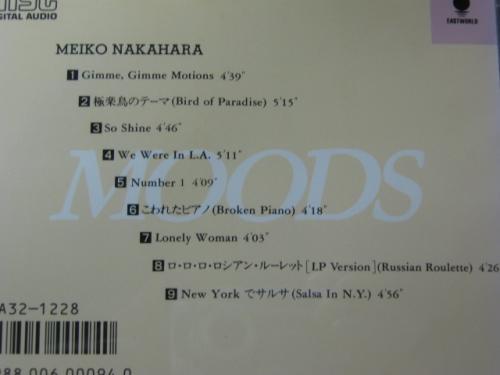 DIGITAL AUDIO
EASTWORLD
MEIKO NAKAHARA
1 Gimme, Gimme Motions 4'39"
2 極楽鳥のテーマ(Bird of Paradise) 5'15"
3 So Shine 4'46"
4 We Were In L.A. 5'11"
5 Number 1 4'09"
MOODS
6 こわれたピアノ(Broken Piano) 4'18"
7 Lonely Woman 4'03"
8 ロ・ロ・ロ・ロシアン・ルーレット[LP Version](Russian Roulette) 4'26
9 New York でサルサ(Salsa In N.Y.) 4'56"
A32-1228
988 006 00094 0